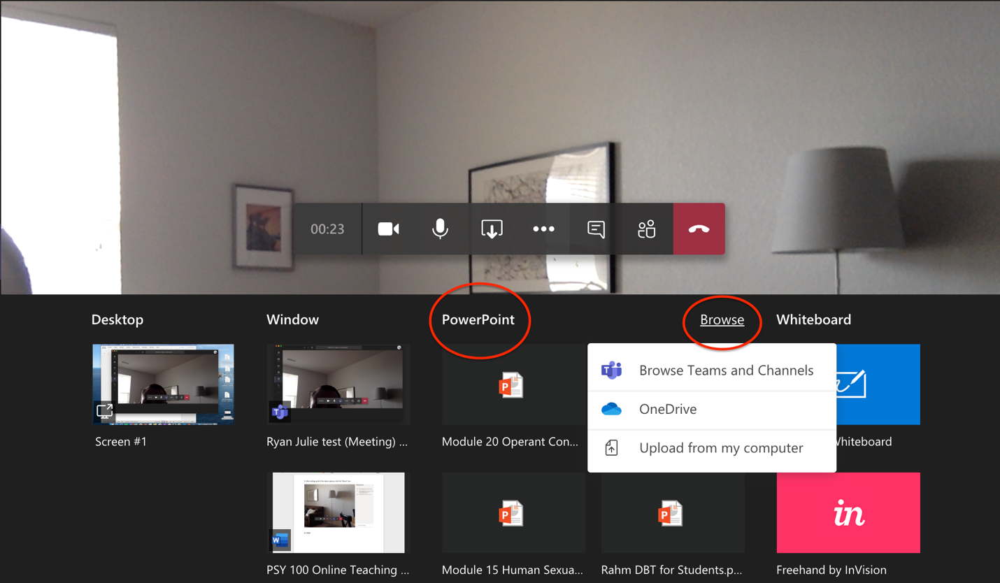 00:23
Desktop
Window
PowerPoint
Browse
Whiteboard
Browse Teams and Channels
OneDrive
Upload from my computer
Screen #1
Ryan Julie test (Meeting) ...
Module 20 Operant Con...
Whiteboard
PSY 100 Online Teaching ...
Module 15 Human Sexua...
Rahm DBT for Students.p...
in
Freehand by InVision